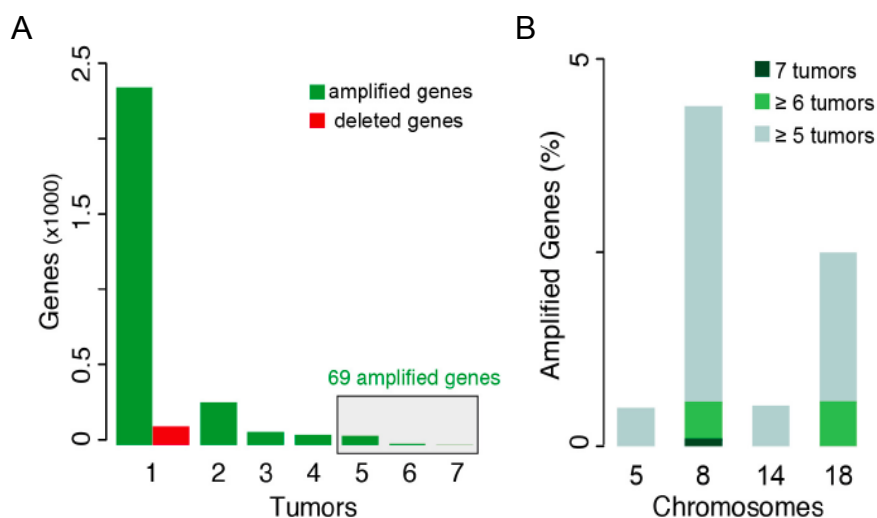 A
2.5
1.5
0.5
0
Genes (x1000)
amplified genes
deleted genes
69 amplified genes
1 2 3 4 5 6 7
Tumors
B
5
0
Amplified Genes (%)
7 tumors
≥ 6 tumors
≥ 5 tumors
5 8 14 18
Chromosomes